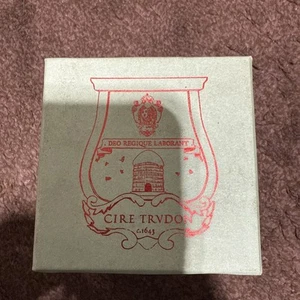 DEO REGIQUE LABORANT
CIRE TRVDON
C.1643